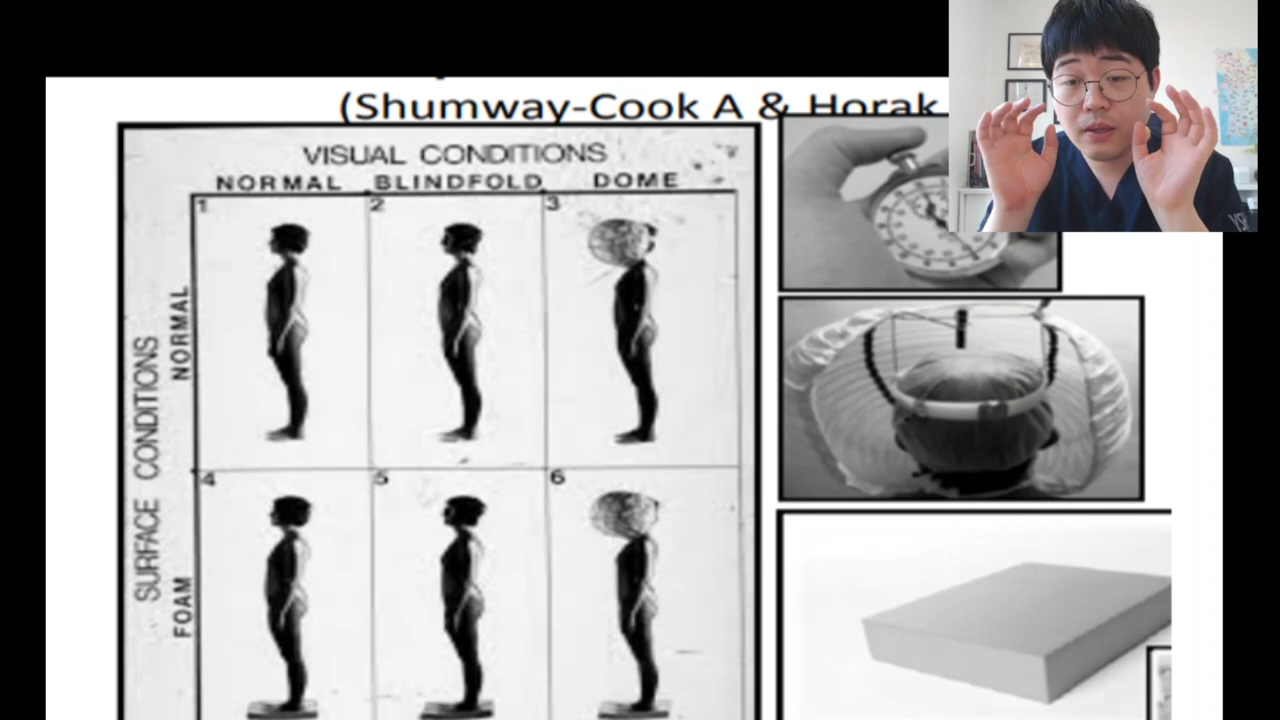 (Shumway-Cook A & Horak
VISUAL CONDITIONS
NORMAL BLINDFOLD DOME
1 2 3
SURFACE CONDITIONS
NORMAL
4 5 6
FOAM